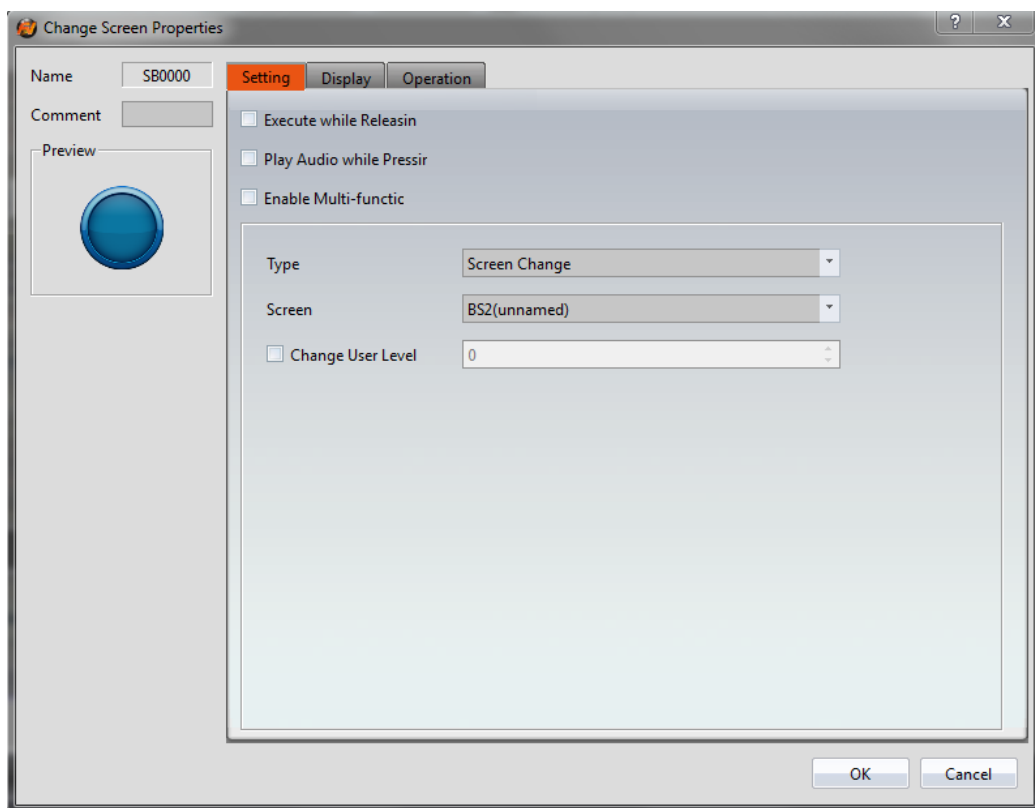 Change Screen Properties
?
X
Name SB0000
Comment
Preview
Setting Display Operation
Execute while Releasin
Play Audio while Pressir
Enable Multi-functic
Type Screen Change
Screen BS2(unnamed)
Change User Level 0
OK Cancel